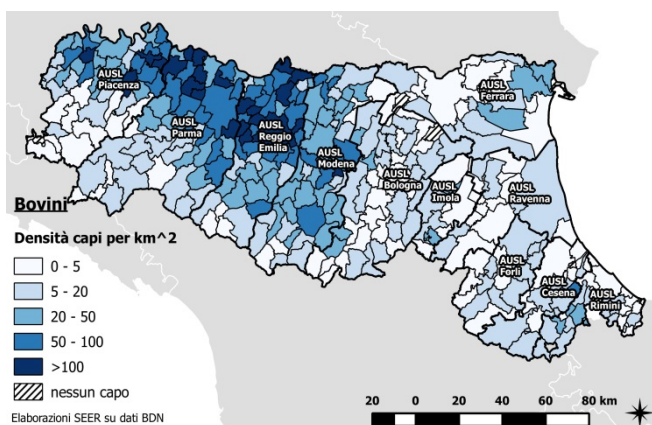 AUSL
Piacenza
AUSL
Parma
AUSL
Reggio
Emilia
AUSL
Modena
AUSL
Bologna
AUSL
Imola
AUSL
Ferrara
AUSL
Ravenna
AUSL
Forlì
AUSL
Cesena
AUSL
Rimini
Bovini
Densità capi per km^2
0 - 5
5 - 20
20 - 50
50 - 100
>100
nessun capo
Elaborazioni SEER su dati BDN
20 0 20 40 60 80 km